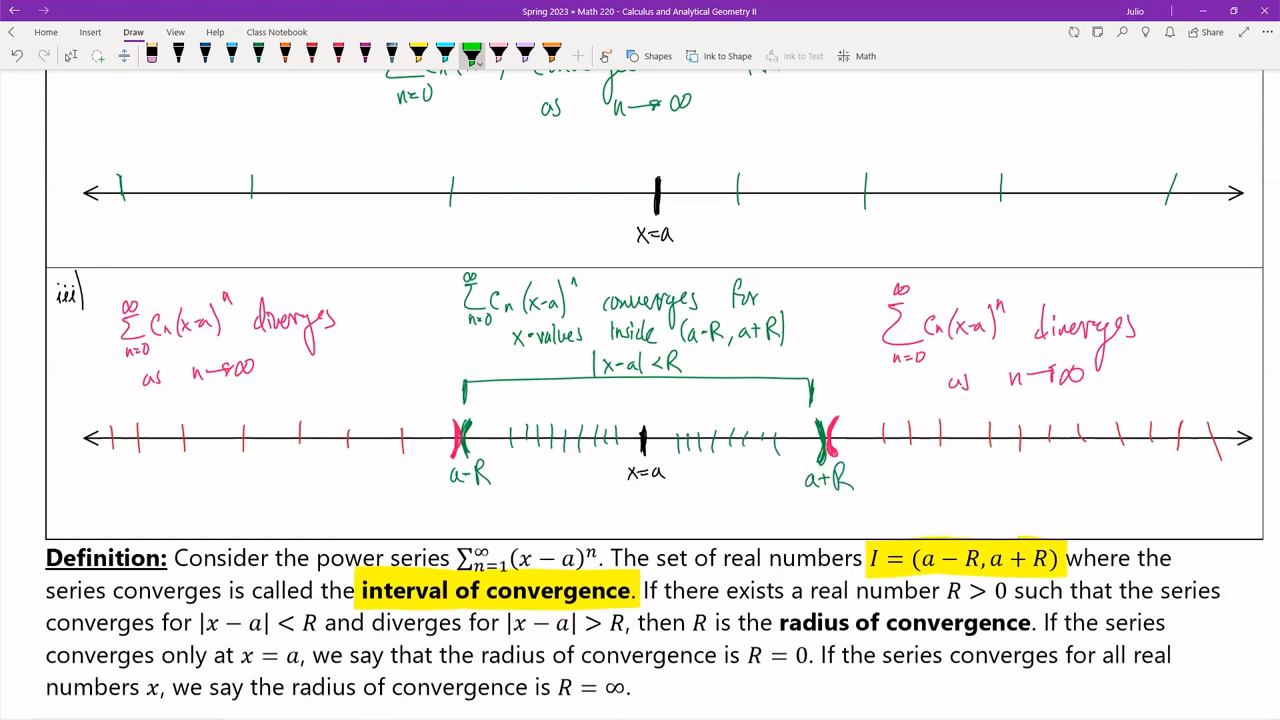 Spring 2023 » Math 220 - Calculus and Analytical Geometry II
Julio
Home Insert Draw View Help Class Notebook
Share
Shapes Ink to Shape Ink to Text Math
n=0
as n→∞
x=a
iii)
∑_{n=0}^{∞} Cn(x-a)^n diverges
as n→∞
∑_{n=0}^{∞} Cn(x-a)^n converges for
x-values inside (a-R, a+R)
|x-a| < R
∑_{n=0}^{∞} Cn(x-a)^n diverges
as n→∞
a-R x=a a+R
Definition: Consider the power series ∑_{n=1}^{∞}(x − a)^n. The set of real numbers I = (a − R, a + R) where the
series converges is called the interval of convergence. If there exists a real number R > 0 such that the series
converges for |x − a| < R and diverges for |x − a| > R, then R is the radius of convergence. If the series
converges only at x = a, we say that the radius of convergence is R = 0. If the series converges for all real
numbers x, we say the radius of convergence is R = ∞.